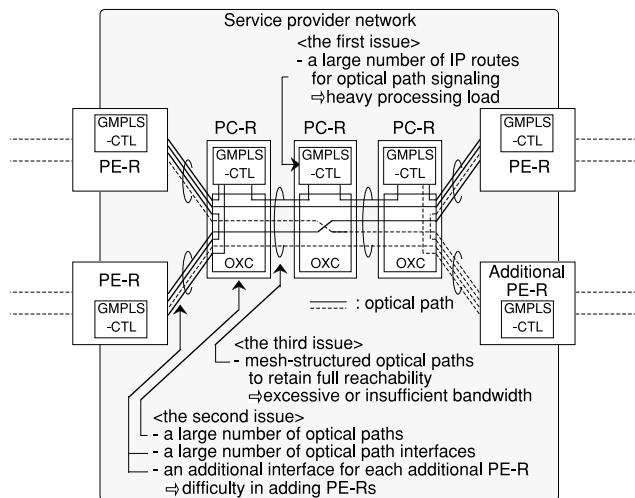 Service provider network
<the first issue>
- a large number of IP routes
for optical path signaling
⇨heavy processing load
GMPLS
-CTL
PE-R
PC-R
PC-R
PC-R
GMPLS
-CTL
PE-R
GMPLS
-CTL
GMPLS
-CTL
GMPLS
-CTL
OXC
OXC
OXC
PE-R
GMPLS
-CTL
Additional
PE-R
GMPLS
-CTL
: optical path
<the third issue>
- mesh-structured optical paths
to retain full reachability
⇨excessive or insufficient bandwidth
<the second issue>
- a large number of optical paths
- a large number of optical path interfaces
- an additional interface for each additional PE-R
⇨difficulty in adding PE-Rs